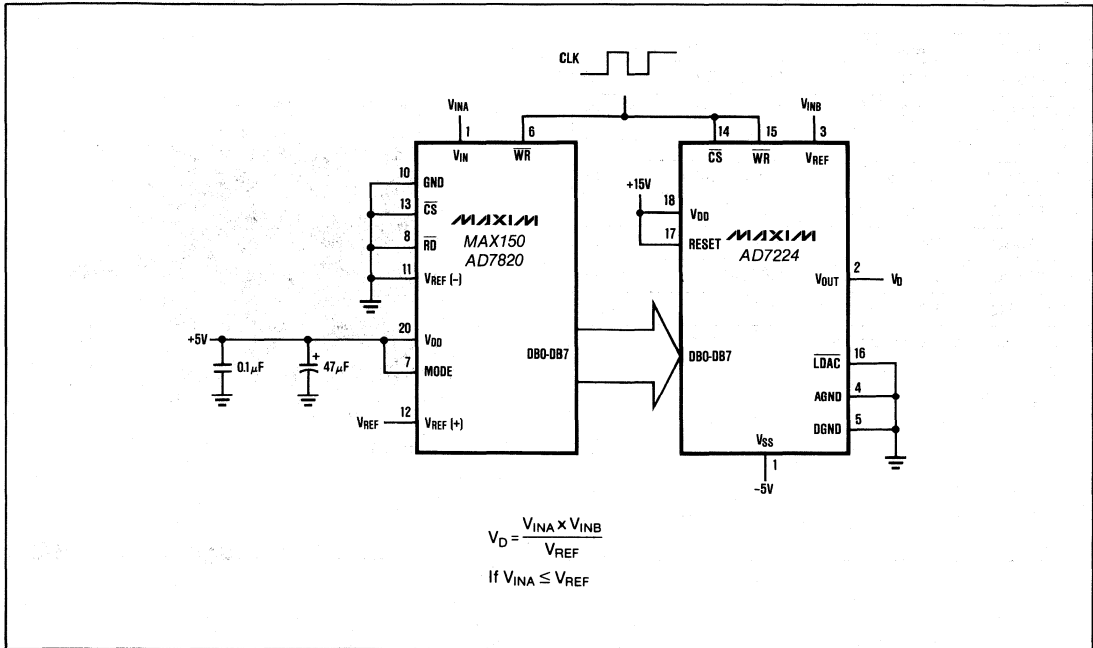 CLK
VINA
1
VIN
6
WR
10 GND
13 CS
8 RD
11 VREF (-)
MAXIM
MAX150
AD7820
+5V
0.1µF
+
47µF
20 VDD
7 MODE
VREF 12 VREF (+)
DB0-DB7
14
CS
15
WR
VINB
3
VREF
+15V
18 VDD
17 RESET
MAXIM
AD7224
VOUT 2 VD
DB0-DB7
LDAC 16
AGND 4
DGND 5
VSS
1
-5V
VD = VINA x VINB
VREF
If VINA ≤ VREF